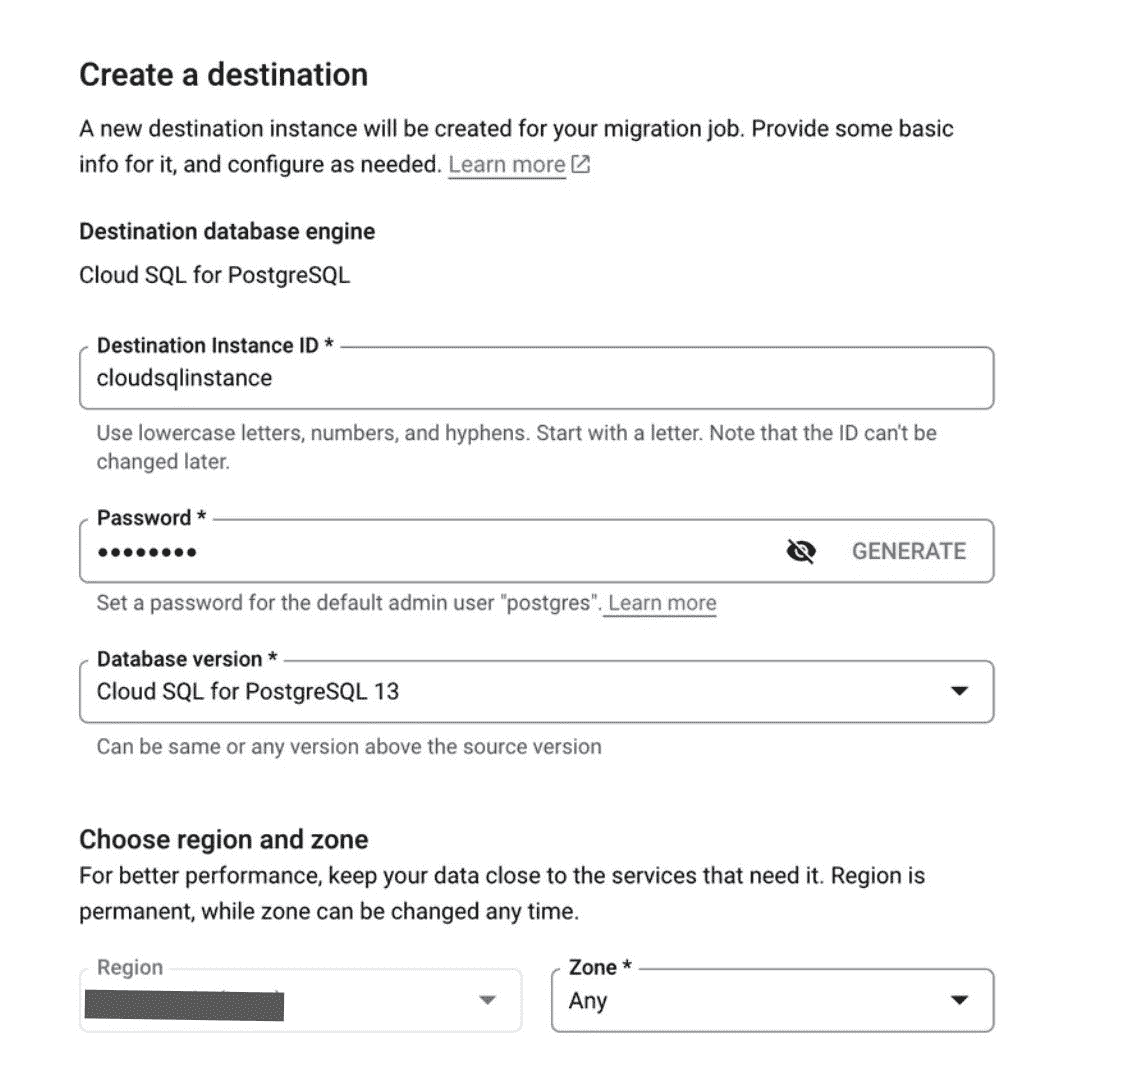 Create a destination
A new destination instance will be created for your migration job. Provide some basic
info for it, and configure as needed. Learn more
Destination database engine
Cloud SQL for PostgreSQL
Destination Instance ID *
cloudsqlinstance
Use lowercase letters, numbers, and hyphens. Start with a letter. Note that the ID can't be
changed later.
Password *
•••••••• GENERATE
Set a password for the default admin user "postgres". Learn more
Database version *
Cloud SQL for PostgreSQL 13
Can be same or any version above the source version
Choose region and zone
For better performance, keep your data close to the services that need it. Region is
permanent, while zone can be changed any time.
Region
Zone *
Any